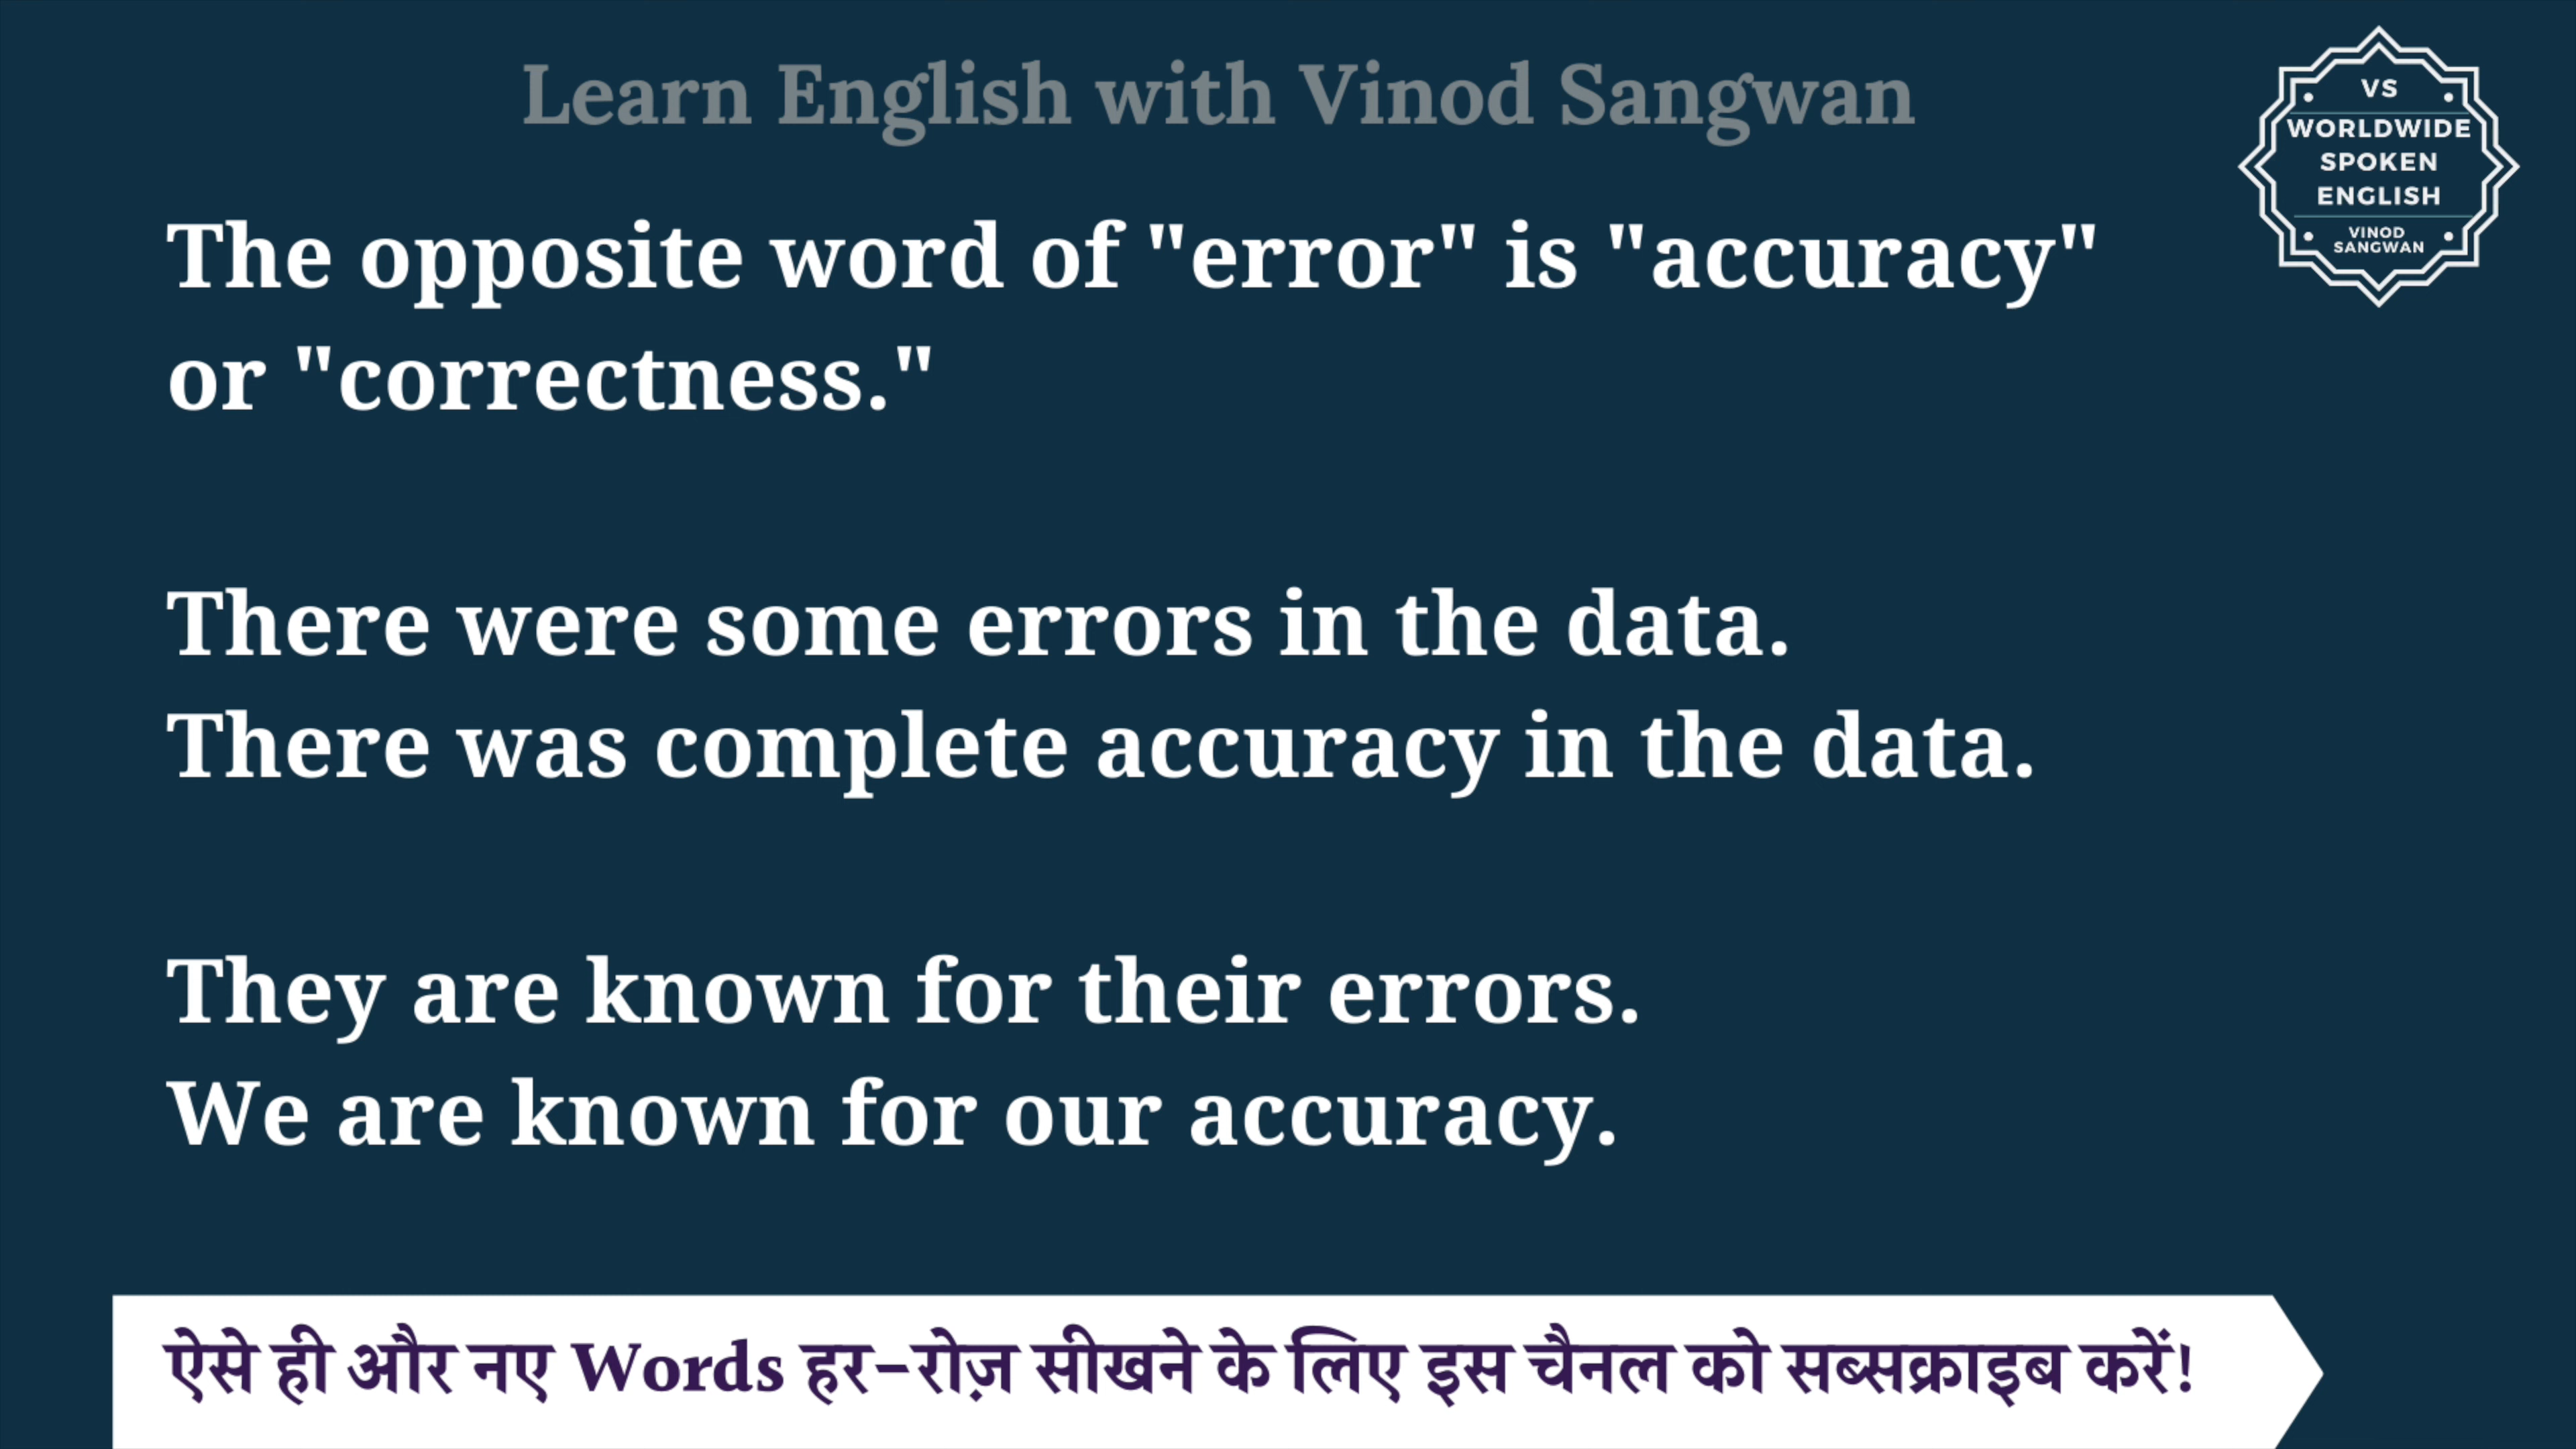 Learn English with Vinod Sangwan
VS
WORLDWIDE
SPOKEN
ENGLISH
VINOD
SANGWAN
The opposite word of "error" is "accuracy"
or "correctness."
There were some errors in the data.
There was complete accuracy in the data.
They are known for their errors.
We are known for our accuracy.
ऐसे ही और नए Words हर-रोज़ सीखने के लिए इस चैनल को सब्सक्राइब करें!